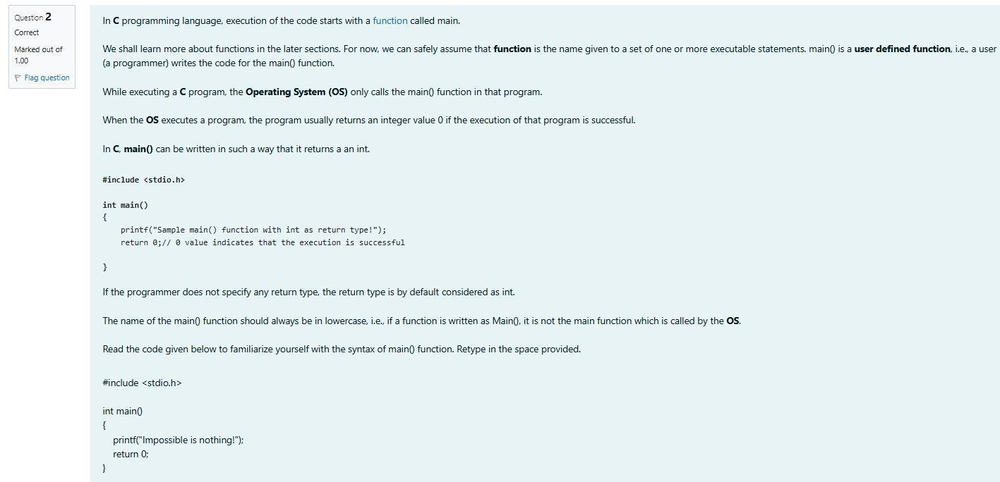 Question 2
Correct
Marked out of
1.00
Flag question
In C programming language, execution of the code starts with a function called main.
We shall learn more about functions in the later sections. For now, we can safely assume that function is the name given to a set of one or more executable statements. main() is a user defined function, i.e., a user
(a programmer) writes the code for the main() function.
While executing a C program, the Operating System (OS) only calls the main() function in that program.
When the OS executes a program, the program usually returns an integer value 0 if the execution of that program is successful.
In C, main() can be written in such a way that it returns a an int.
#include <stdio.h>
int main()
{
    printf("Sample main() function with int as return type!");
    return 0;// 0 value indicates that the execution is successful
}
If the programmer does not specify any return type, the return type is by default considered as int.
The name of the main() function should always be in lowercase, i.e., if a function is written as Main(), it is not the main function which is called by the OS.
Read the code given below to familiarize yourself with the syntax of main() function. Retype in the space provided.
#include <stdio.h>
int main()
{
    printf("Impossible is nothing!");
    return 0;
}